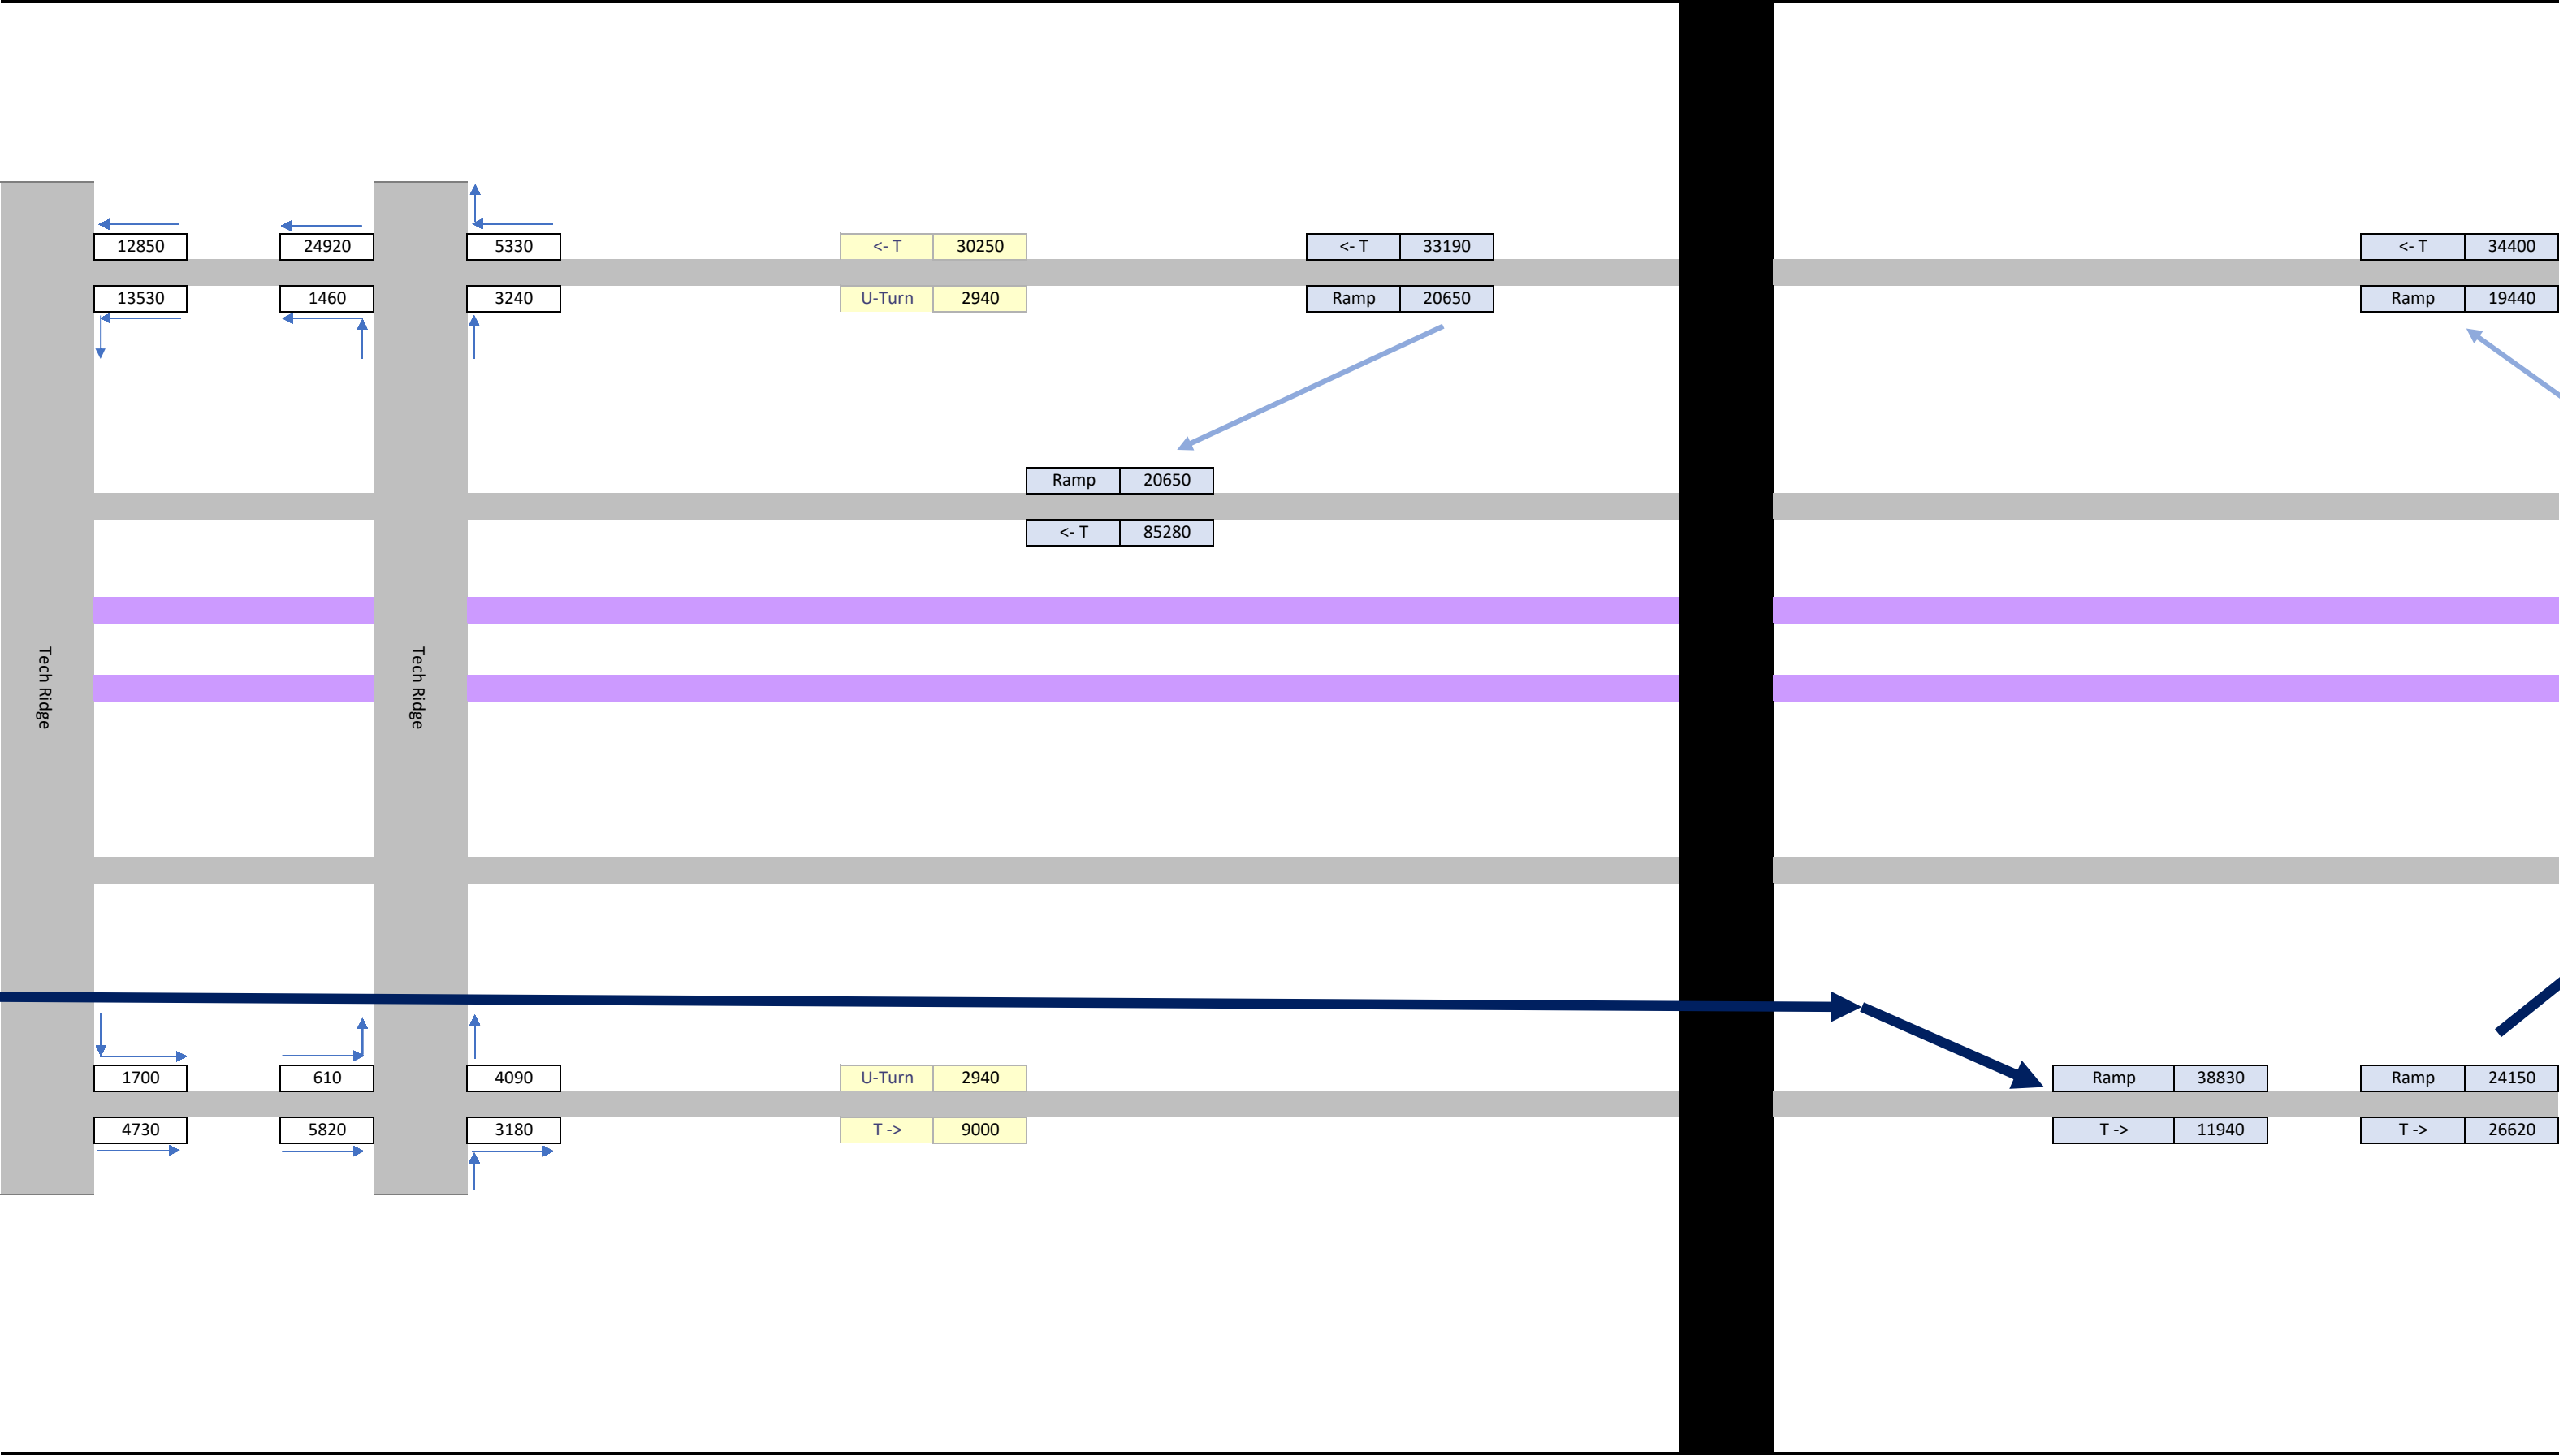 12850 24920 5330 <- T 30250 <- T 33190 <- T 34400
13530 1460 3240 U-Turn 2940 Ramp 20650 Ramp 19440
Ramp 20650
<- T 85280
Tech Ridge Tech Ridge
1700 610 4090 U-Turn 2940 Ramp 38830 Ramp 24150
4730 5820 3180 T -> 9000 T -> 11940 T -> 26620